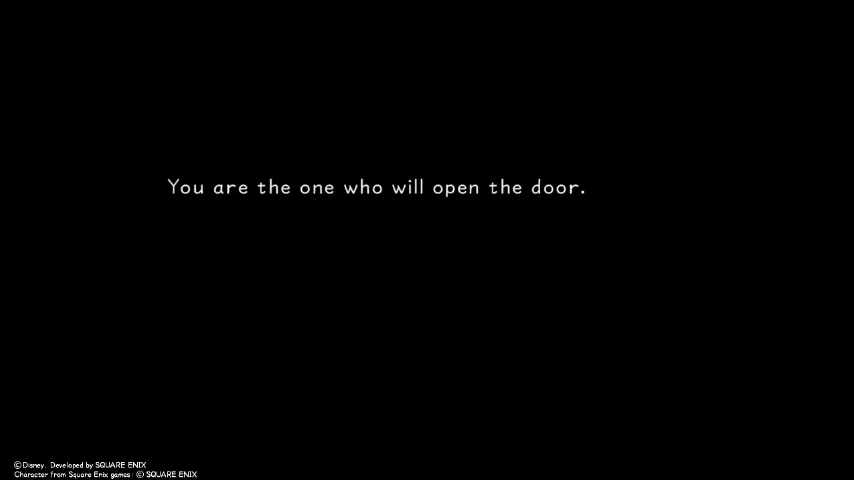 You are the one who will open the door.
©Disney. Developed by SQUARE ENIX
Character from Square Enix games: © SQUARE ENIX